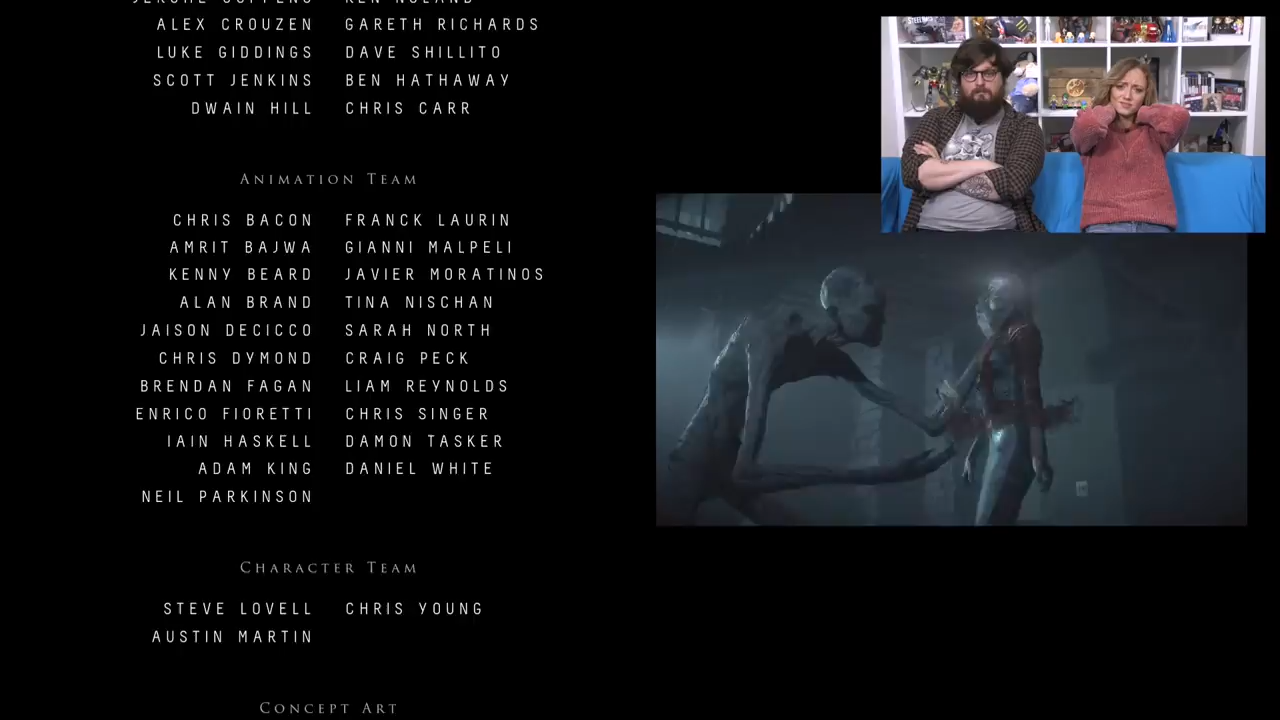 ALEX CROUZEN GARETH RICHARDS
LUKE GIDDINGS DAVE SHILLITO
SCOTT JENKINS BEN HATHAWAY
DWAIN HILL CHRIS CARR
ANIMATION TEAM
CHRIS BACON FRANCK LAURIN
AMRIT BAJWA GIANNI MALPELI
KENNY BEARD JAVIER MORATINOS
ALAN BRAND TINA NISCHAN
JAISON DECICCO SARAH NORTH
CHRIS DYMOND CRAIG PECK
BRENDAN FAGAN LIAM REYNOLDS
ENRICO FIORETTI CHRIS SINGER
IAIN HASKELL DAMON TASKER
ADAM KING DANIEL WHITE
NEIL PARKINSON
CHARACTER TEAM
STEVE LOVELL CHRIS YOUNG
AUSTIN MARTIN
CONCEPT ART